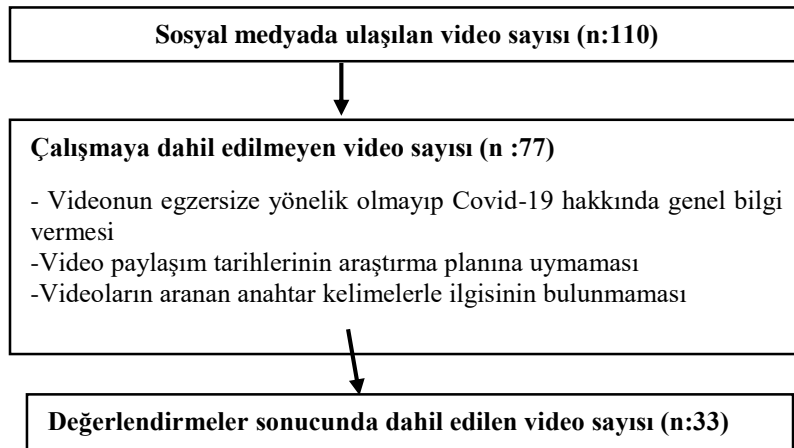 Sosyal medyada ulaşılan video sayısı (n:110)
Çalışmaya dahil edilmeyen video sayısı (n :77)
- Videonun egzersize yönelik olmayıp Covid-19 hakkında genel bilgi
vermesi
-Video paylaşım tarihlerinin araştırma planına uymaması
-Videoların aranan anahtar kelimelerle ilgisinin bulunmaması
Değerlendirmeler sonucunda dahil edilen video sayısı (n:33)